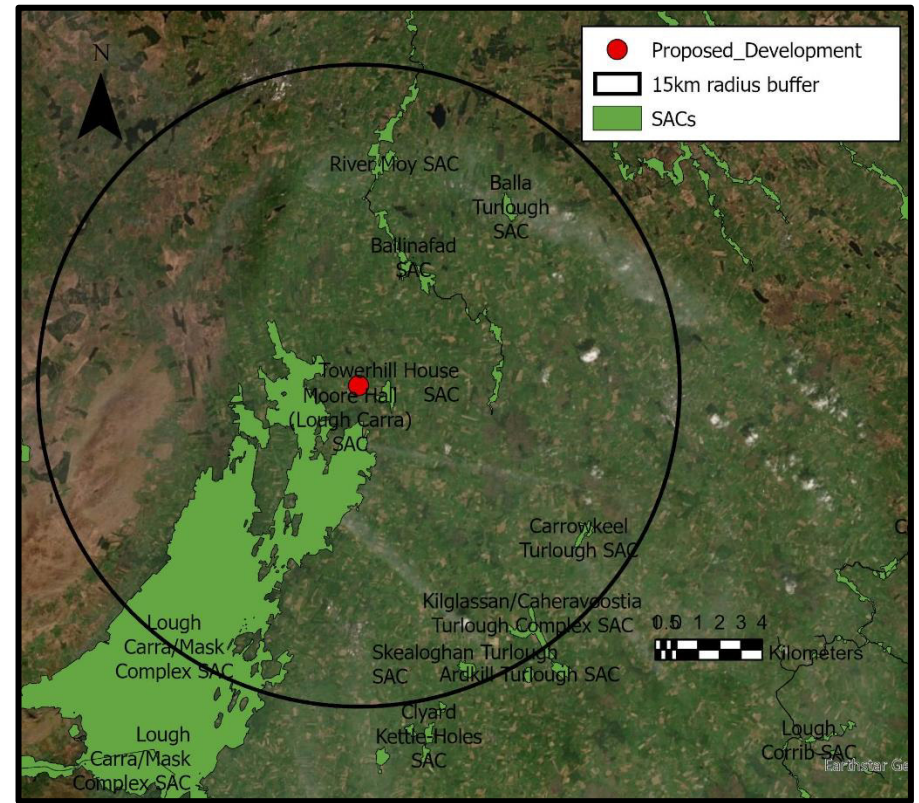 N
Proposed_Development
15km radius buffer
SACs
River Moy SAC
Balla
Turlough
SAC
Ballinafad
SAC
Towerhill House
SAC
Moore Hall
(Lough Carra)
SAC
Carrowkeel
Turlough SAC
Kilglassan/Caheravoostia
Turlough Complex SAC
Skealoghan Turlough
SAC
Ardkill Turlough SAC
0 1 2 3 4
Kilometers
Lough
Carra/Mask
Complex SAC
Clyard
Kettle-Holes
SAC
Lough
Carra/Mask
Complex SAC
Lough
Corrib SAC
Earthstar Ge